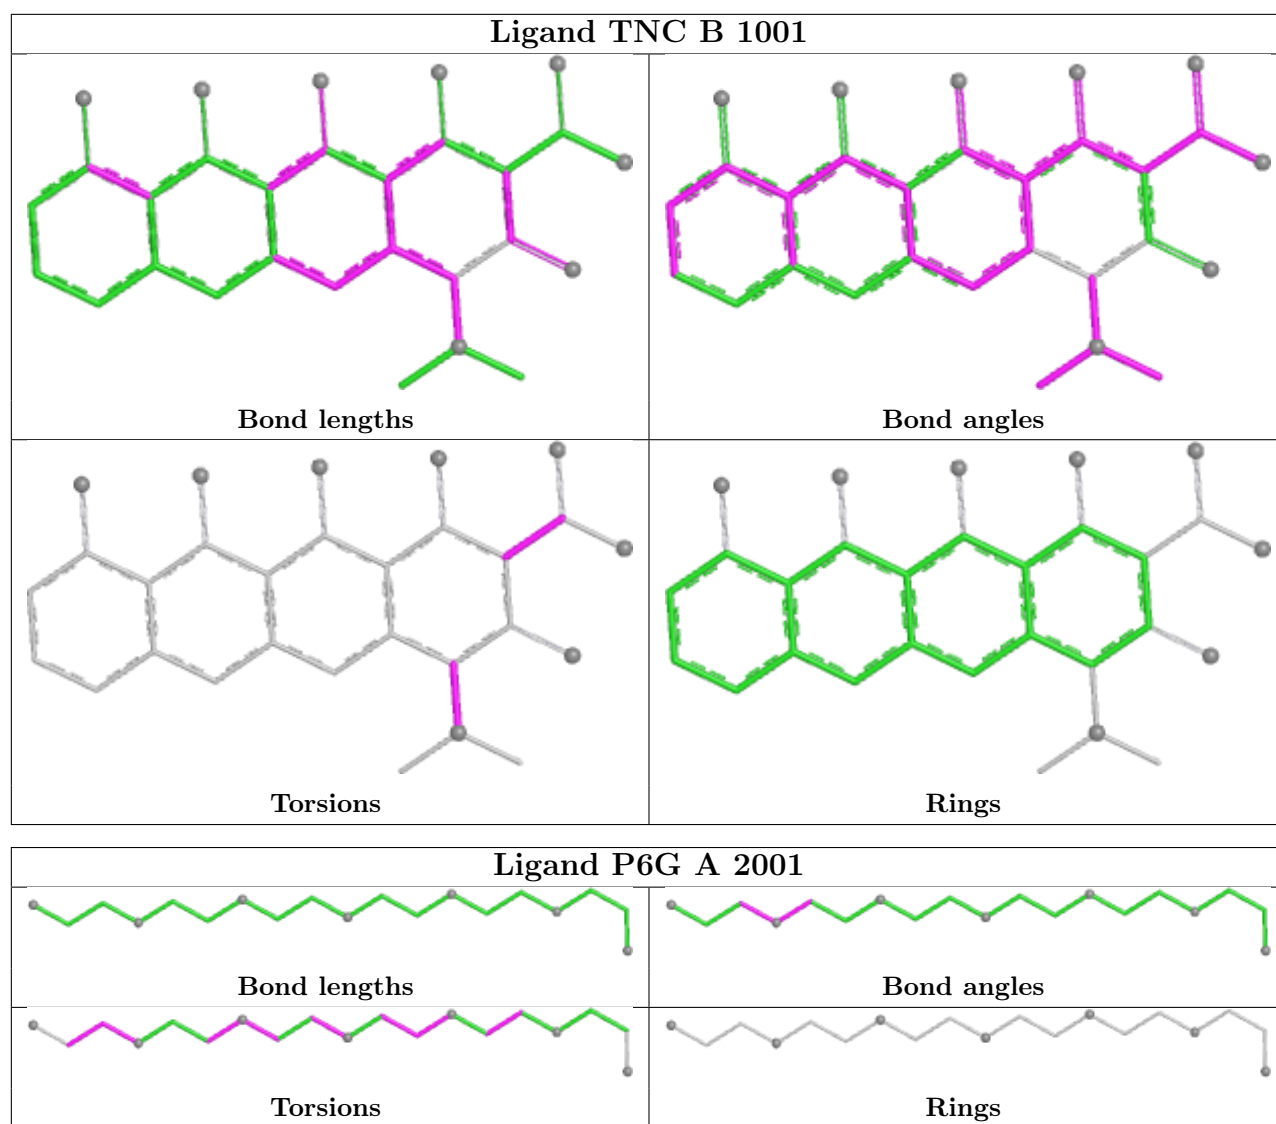 Ligand TNC B 1001
Bond lengths
Bond angles
Torsions
Rings
Ligand P6G A 2001
Bond lengths
Bond angles
Torsions
Rings